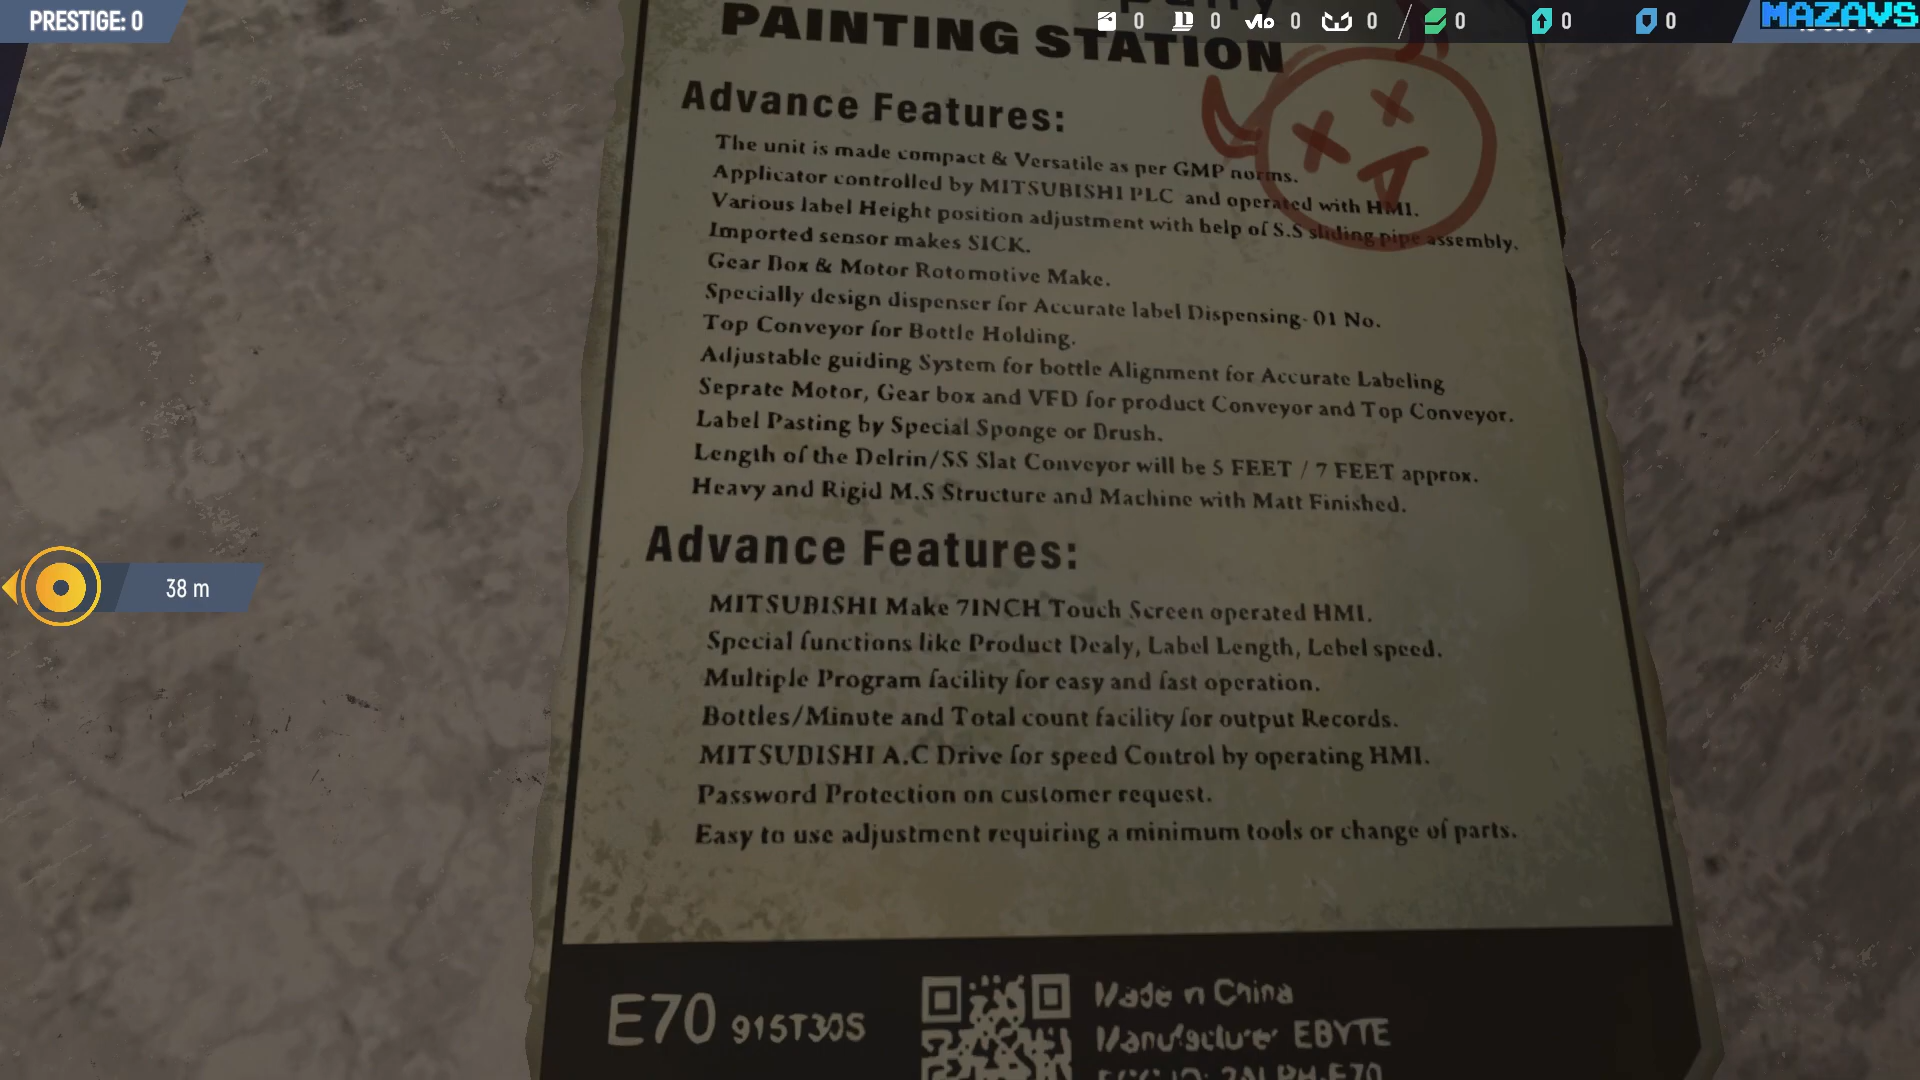 PRESTIGE: 0
0 0 0 0 0 0 0
MAZAVS
PAINTING STATION
Advance Features:
The unit is made compact & Versatile as per GMP norms.
Applicator controlled by MITSUBISHI PLC and operated with HMI.
Various label Height position adjustment with help of S.S sliding pipe assembly.
Imported sensor makes SICK.
Gear Box & Motor Rotomotive Make.
Specially design dispenser for Accurate label Dispensing- 01 No.
Top Conveyor for Bottle Holding.
Adjustable guiding System for bottle Alignment for Accurate Labeling
Seprate Motor, Gear box and VFD for product Conveyor and Top Conveyor.
Label Pasting by Special Sponge or Brush.
Length of the Delrin/SS Slat Conveyor will be 5 FEET / 7 FEET approx.
Heavy and Rigid M.S Structure and Machine with Matt Finished.
Advance Features:
MITSUBISHI Make 7INCH Touch Screen operated HMI.
38 m
Special functions like Product Dealy, Label Length, Lebel speed.
Multiple Program facility for easy and fast operation.
Bottles/Minute and Total count facility for output Records.
MITSUBISHI A.C Drive for speed Control by operating HMI.
Password Protection on customer request.
Easy to use adjustment requiring a minimum tools or change of parts.
E70 915T30S
Made n China
Manufacturer EBYTE